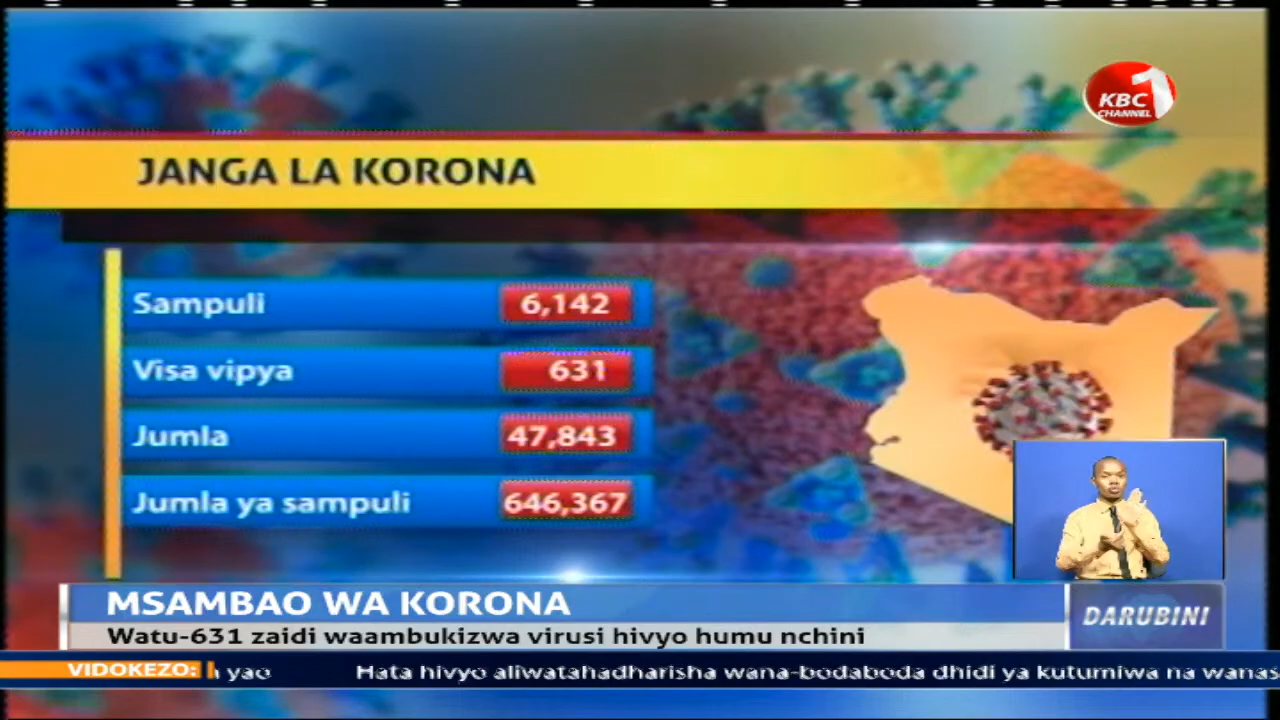 KBC 1
CHANNEL
JANGA LA KORONA
Sampuli 6,142
Visa vipya 631
Jumla 47,843
Jumla ya sampuli 646,367
MSAMBAO WA KORONA
Watu-631 zaidi waambukizwa virusi hivyo humu nchini
DARUBINI
VIDOKEZO: yao Hata hivyo aliwatahadharisha wana-bodaboda dhidi ya kutumiwa na wanas